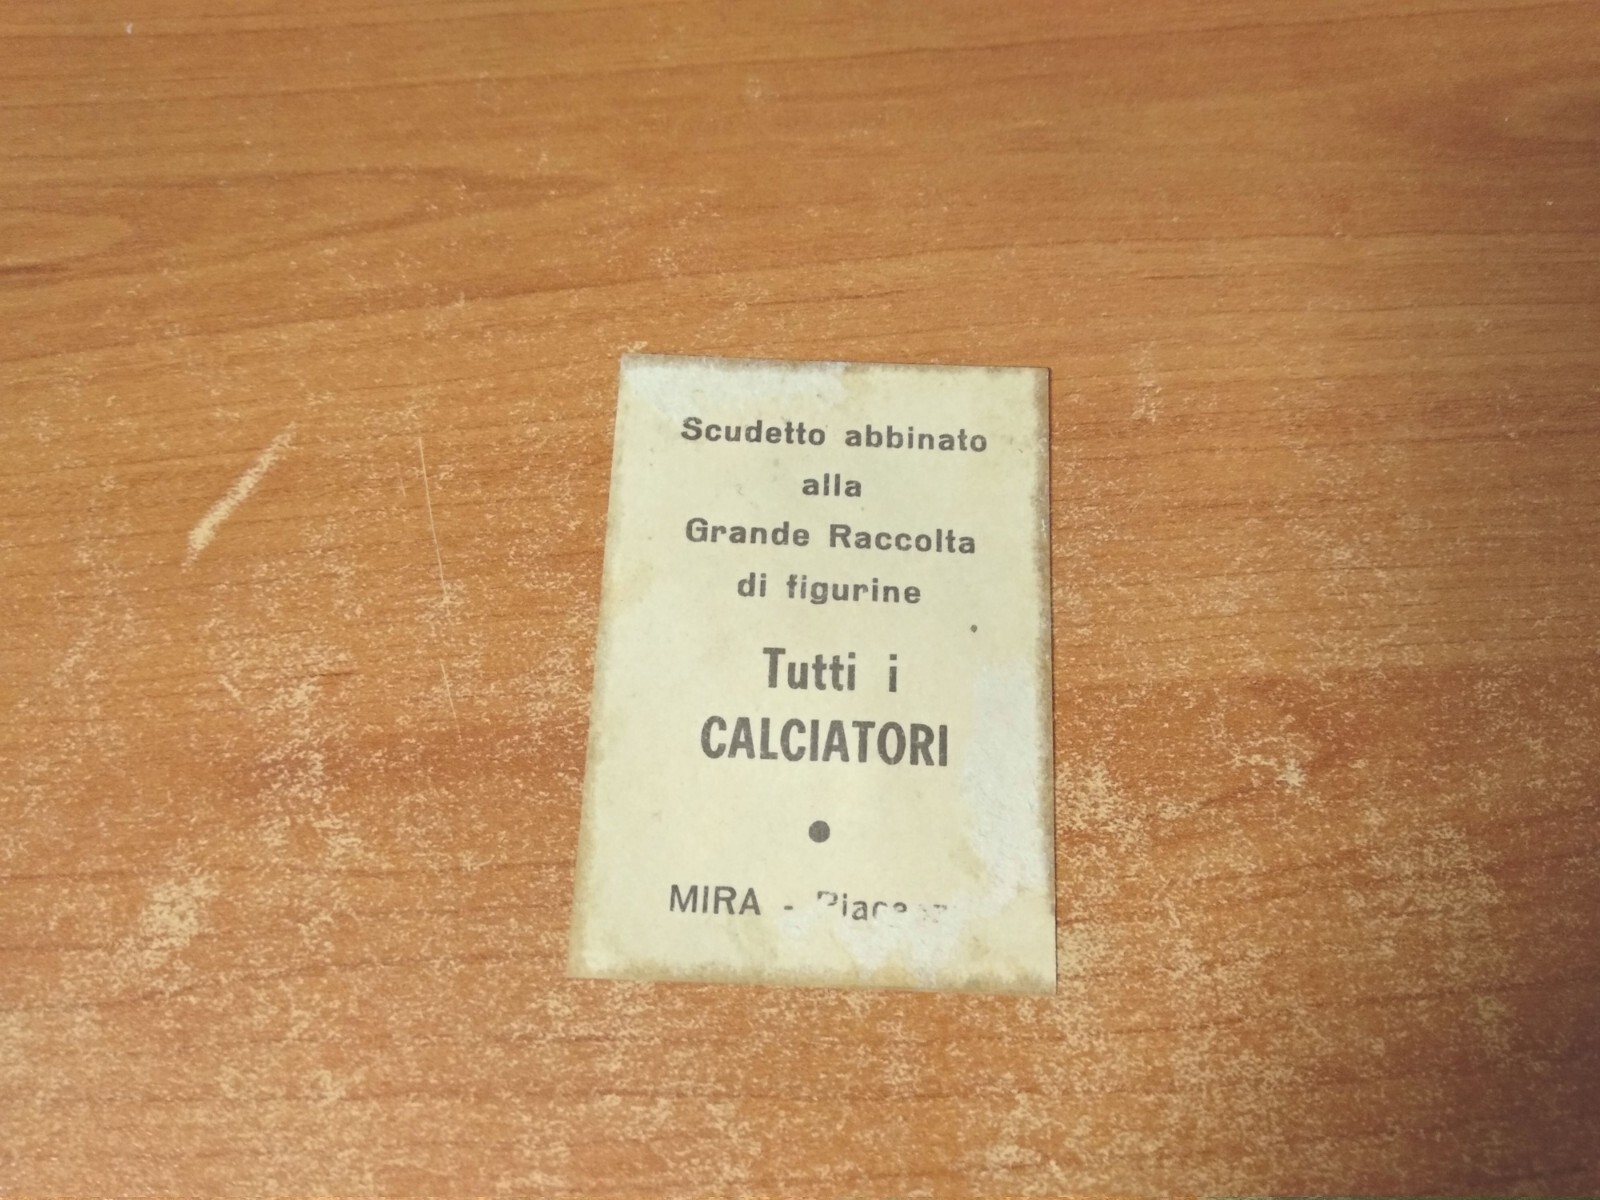 Scudetto abbinato
alla
Grande Raccolta
di figurine
Tutti i
CALCIATORI
MIRA -